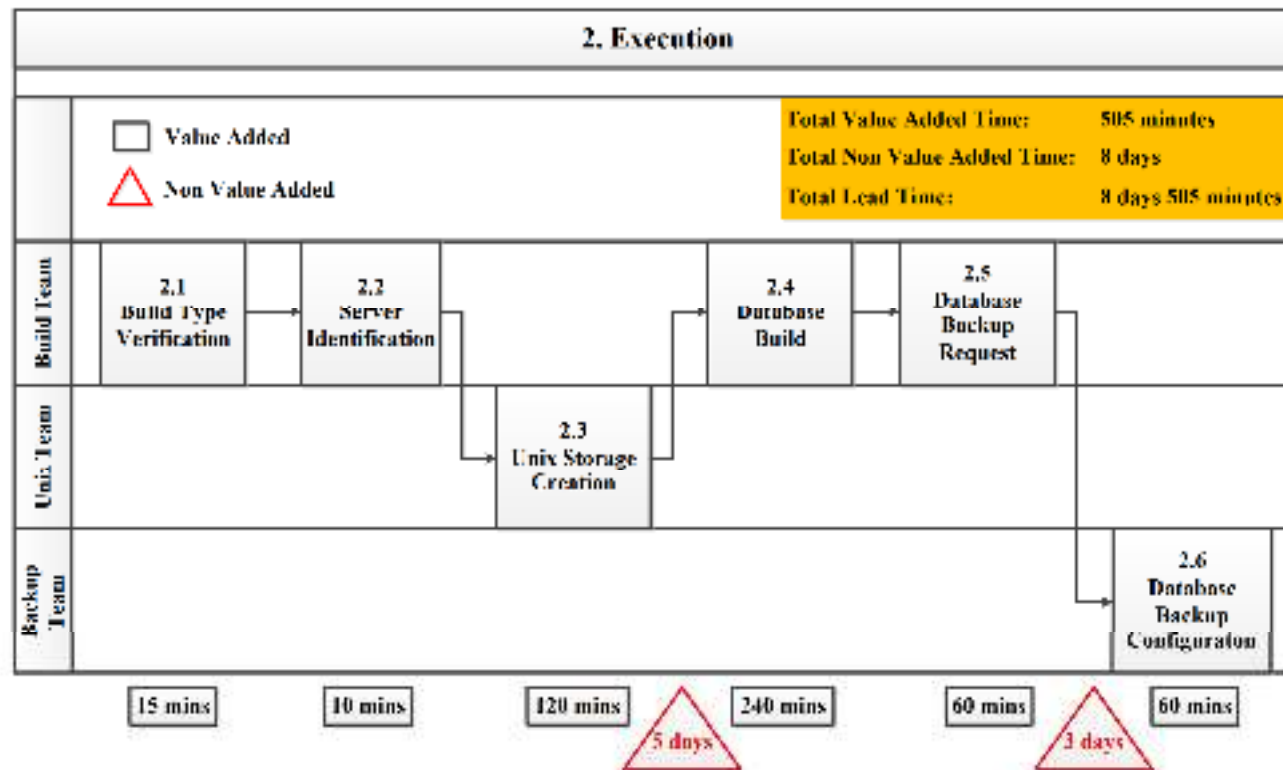 2. Execution
Value Added
Non Value Added
Total Value Added Time: 505 minutes
Total Non Value Added Time: 8 days
Total Lead Time: 8 days 505 minutes
Build Team
2.1
Build Type
Verification
2.2
Server
Identification
2.4
Database
Build
2.5
Database
Backup
Request
Unix Team
2.3
Unix Storage
Creation
Backup
Team
2.6
Database
Backup
Configuraton
15 mins
10 mins
120 mins
5 days
240 mins
60 mins
3 days
60 mins